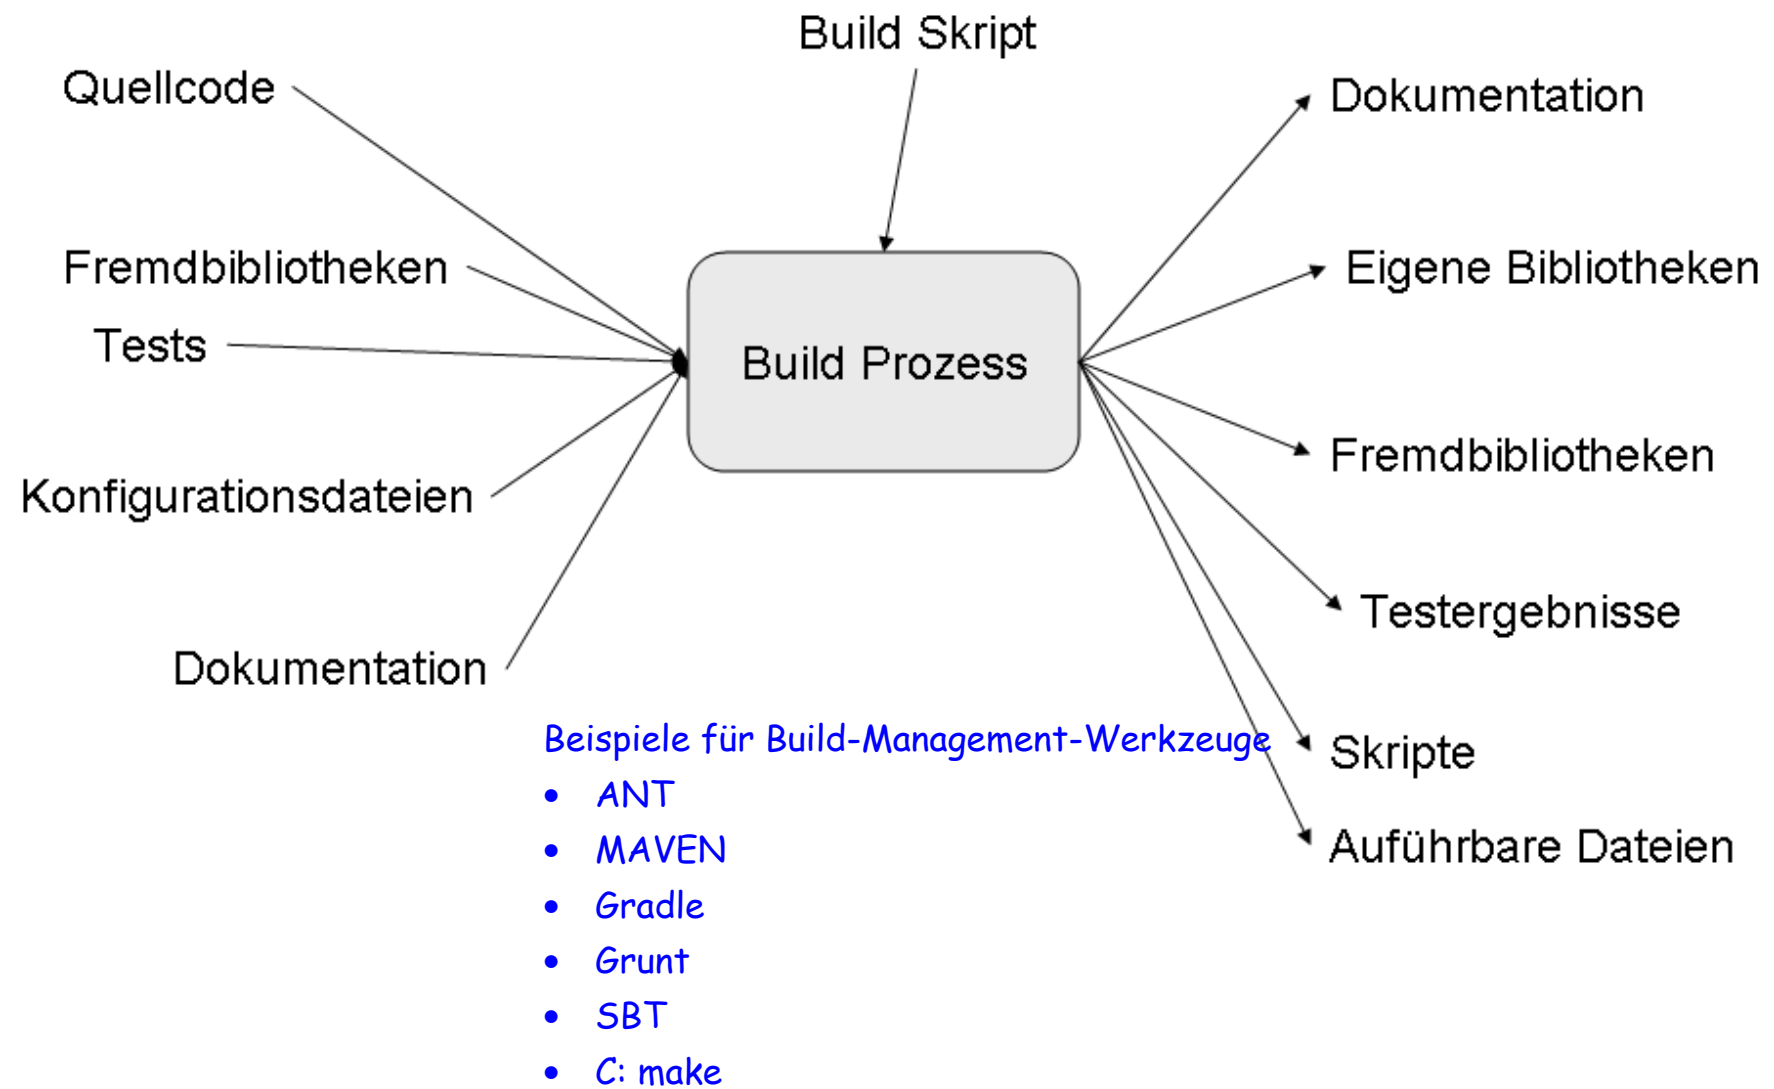 Build Skript
Quellcode
Dokumentation
Fremdbibliotheken
Eigene Bibliotheken
Tests
Build Prozess
Fremdbibliotheken
Konfigurationsdateien
Testergebnisse
Dokumentation
Beispiele für Build-Management-Werkzeuge
Skripte
• ANT
• MAVEN
Auführbare Dateien
• Gradle
• Grunt
• SBT
• C: make